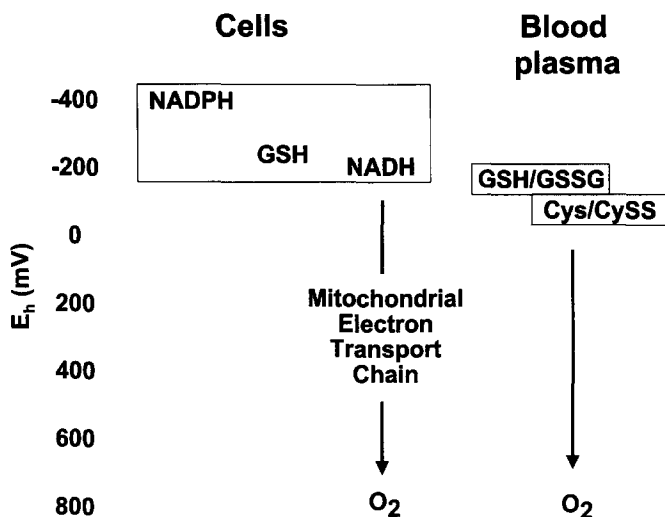 Cells
Blood
plasma
-400
-200
0
200
400
600
800
E_h (mV)
NADPH
GSH
NADH
Mitochondrial
Electron
Transport
Chain
O₂
GSH/GSSG
Cys/CySS
O₂